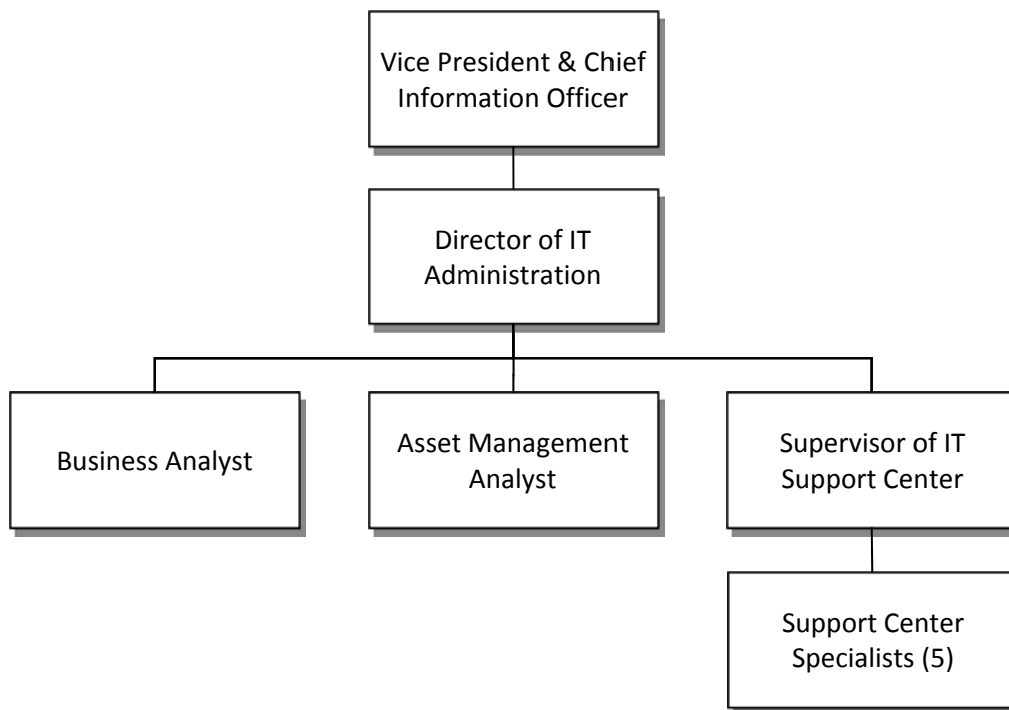 Vice President & Chief
Information Officer
Director of IT
Administration
Business Analyst
Asset Management
Analyst
Supervisor of IT
Support Center
Support Center
Specialists (5)